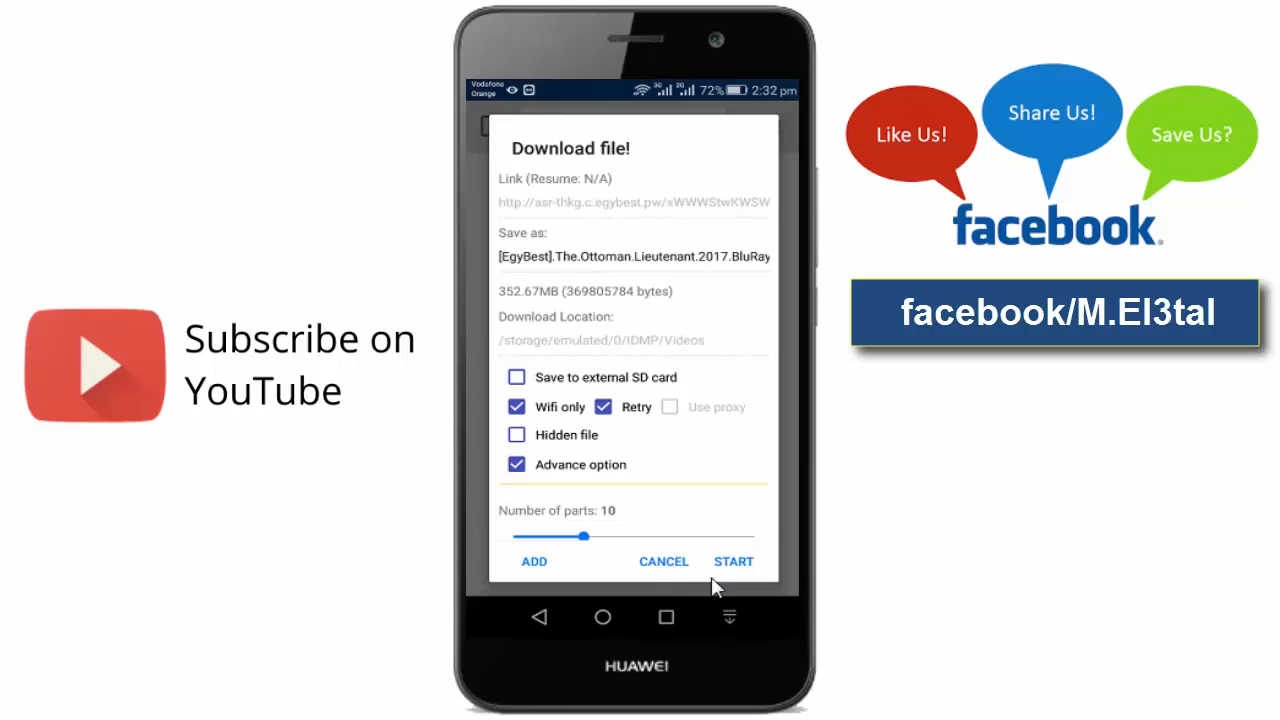 Vodafone
Orange
3G
2G
72%
2:32 pm
Download file!
Link (Resume: N/A)
http://asr-thkg.c.egybest.pw/xWWWStwKWSW
Save as:
[EgyBest].The.Ottoman.Lieutenant.2017.BluRay
352.67MB (369805784 bytes)
Download Location:
/storage/emulated/0/IDMP/Videos
Save to external SD card
Wifi only Retry Use proxy
Hidden file
Advance option
Number of parts: 10
ADD CANCEL START
HUAWEI
Subscribe on
YouTube
Like Us!
Share Us!
Save Us?
facebook.
facebook/M.El3tal